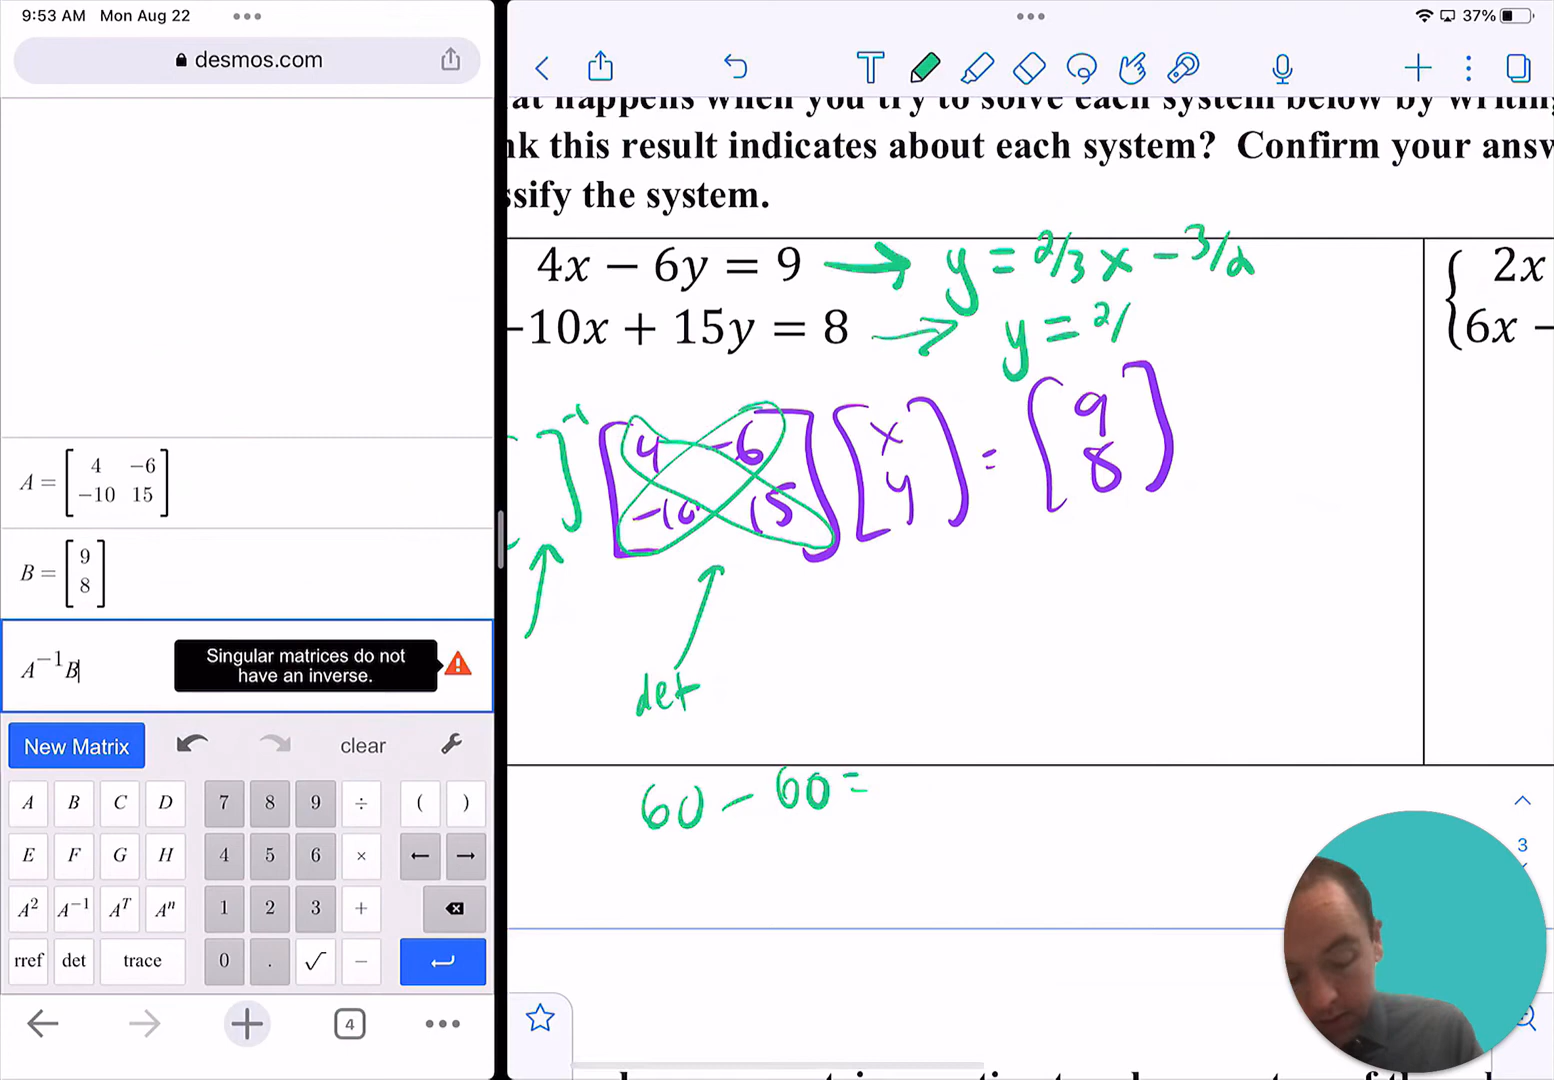 9:53 AM Mon Aug 22
37%
desmos.com
at happens when you try to solve each system below by writing
nk this result indicates about each system? Confirm your answ
ssify the system.
4x − 6y = 9 → y = 2/3 x − 3/2
−10x + 15y = 8 → y = 2/
2x
6x −
]⁻¹ [4 −6
−10 15] [x
y] = [9
8]
det
60 − 60 =
A = [4 −6
−10 15]
B = [9
8]
A⁻¹B
Singular matrices do not
have an inverse.
New Matrix clear
A B C D 7 8 9 ÷ ( )
E F G H 4 5 6 × ← →
A² A⁻¹ Aᵀ Aⁿ 1 2 3 +
rref det trace 0 . √ −
4
3